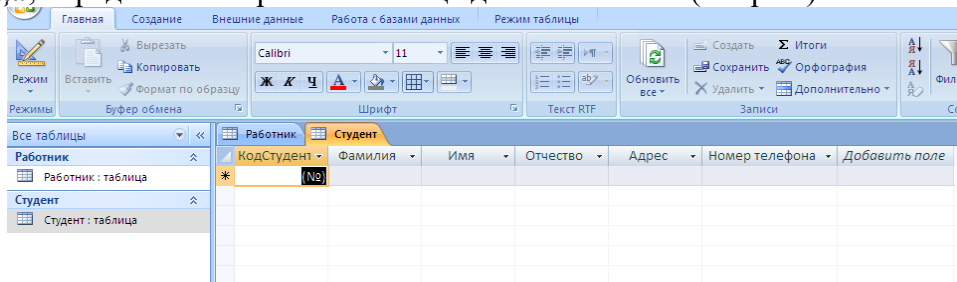 Главная Создание Внешние данные Работа с базами данных Режим таблицы
Режим
Режимы
Вставить
Вырезать
Копировать
Формат по образцу
Буфер обмена
Calibri 11
Ж К Ч
Шрифт
Текст RTF
Обновить
все
Создать
Сохранить
Удалить
Σ Итоги
Орфография
Дополнительно
Записи
Фил
Все таблицы
Работник
Работник : таблица
Студент
Студент : таблица
Работник Студент
КодСтудент Фамилия Имя Отчество Адрес Номер телефона Добавить поле
(№)